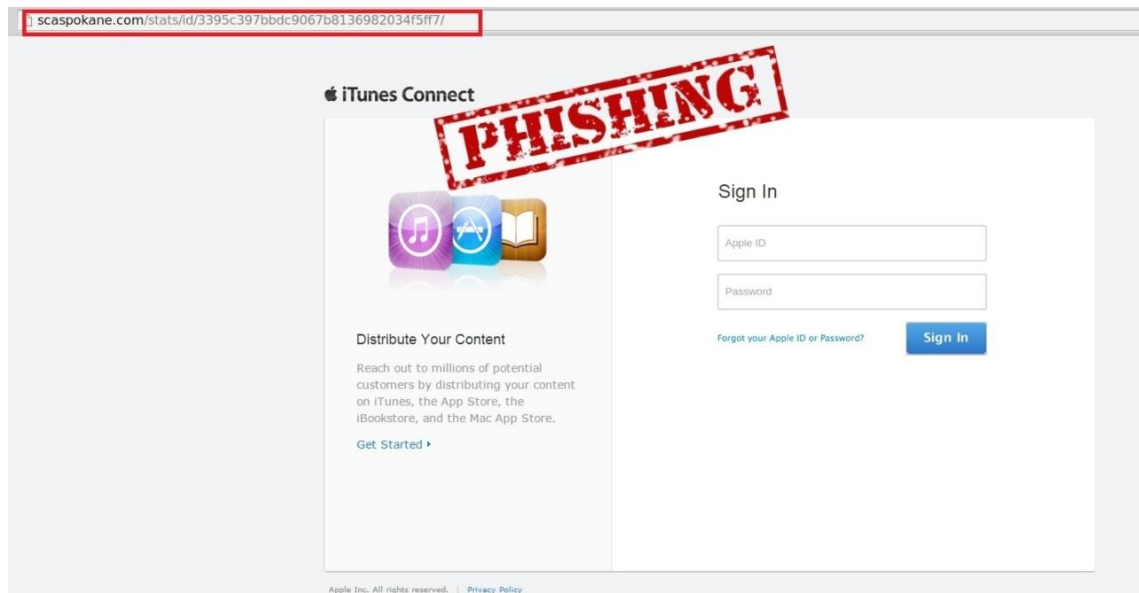 scaspokane.com/stats/id/3395c397bbdc9067b8136982034f5ff7/
iTunes Connect
PHISHING
Sign In
Apple ID
Password
Forgot your Apple ID or Password?
Sign In
Distribute Your Content
Reach out to millions of potential
customers by distributing your content
on iTunes, the App Store, the
iBookstore, and the Mac App Store.
Get Started
Apple Inc. All rights reserved. | Privacy Policy